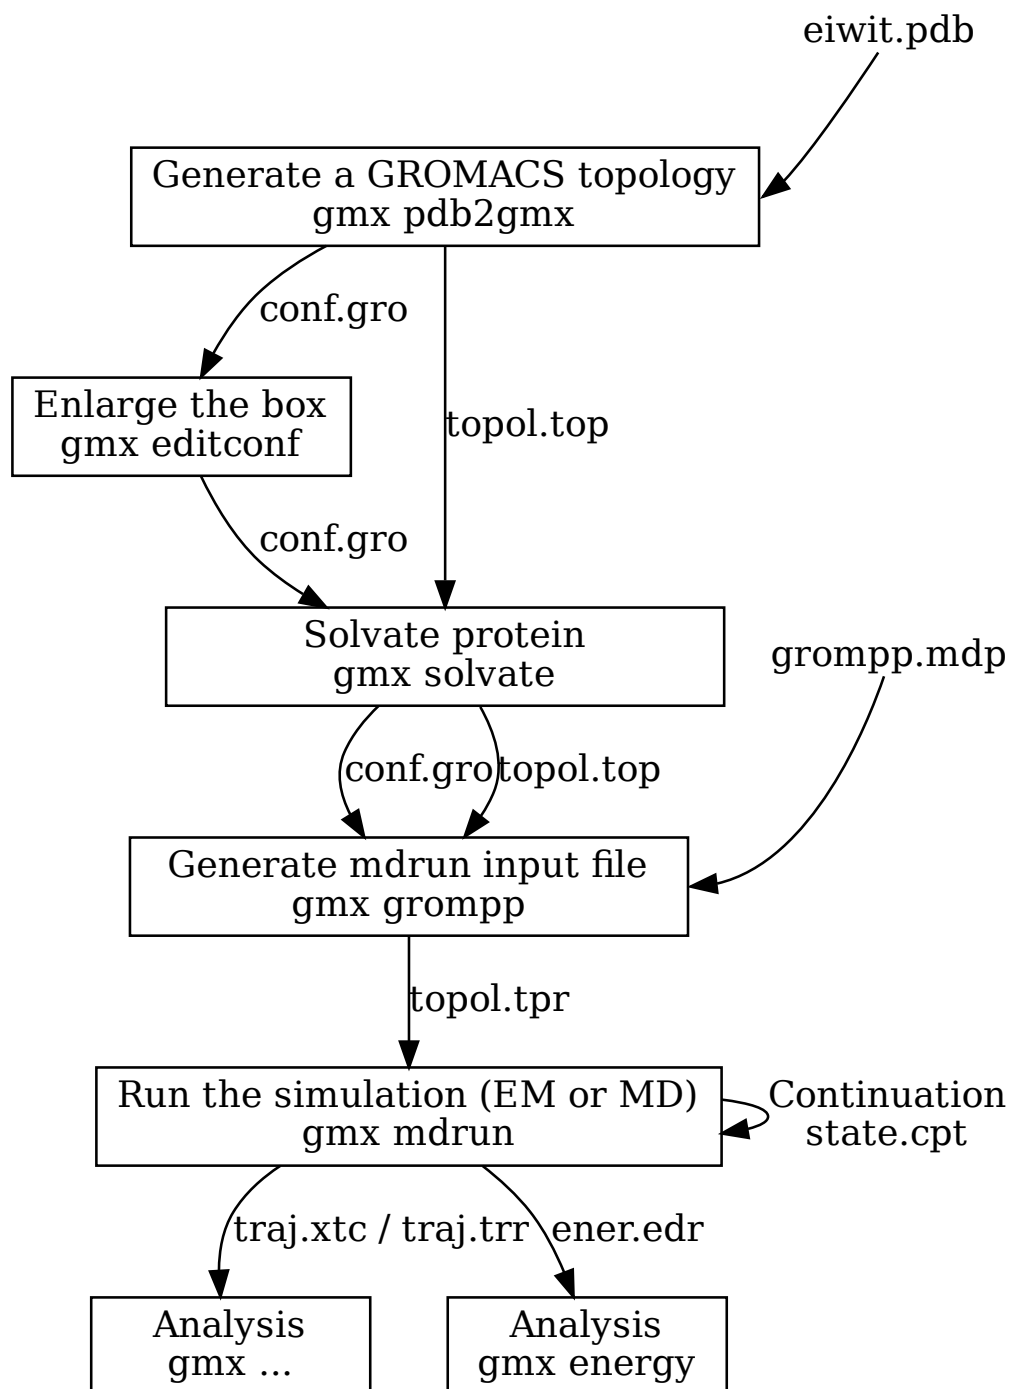 eiwit.pdb
Generate a GROMACS topology
gmx pdb2gmx
conf.gro
Enlarge the box
gmx editconf
topol.top
conf.gro
Solvate protein
gmx solvate
grompp.mdp
conf.gro
topol.top
Generate mdrun input file
gmx grompp
topol.tpr
Run the simulation (EM or MD)
gmx mdrun
Continuation
state.cpt
traj.xtc / traj.trr
ener.edr
Analysis
gmx ...
Analysis
gmx energy